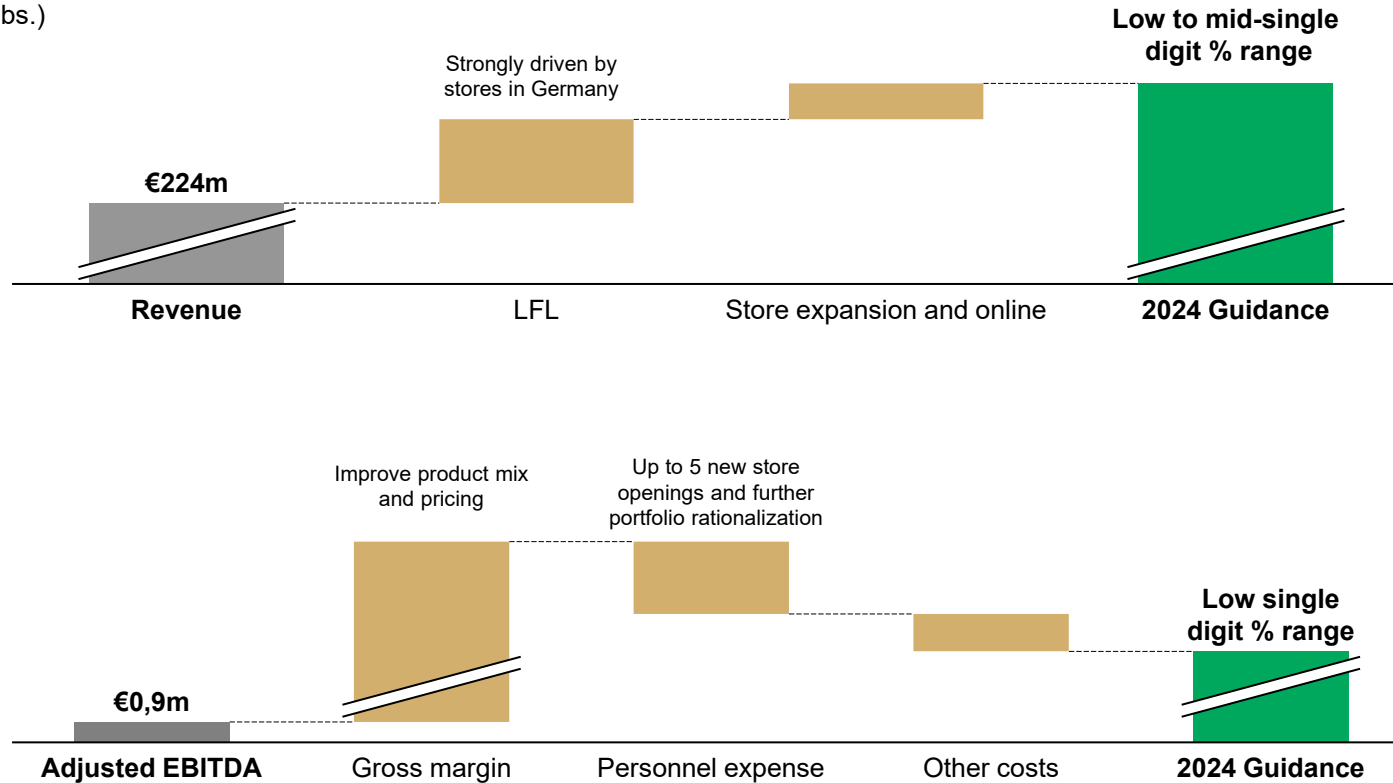 bs.)
Low to mid-single
digit % range
Strongly driven by
stores in Germany
€224m
Revenue
LFL
Store expansion and online
2024 Guidance
Improve product mix
and pricing
Up to 5 new store
openings and further
portfolio rationalization
Low single
digit % range
€0,9m
Adjusted EBITDA
Gross margin
Personnel expense
Other costs
2024 Guidance